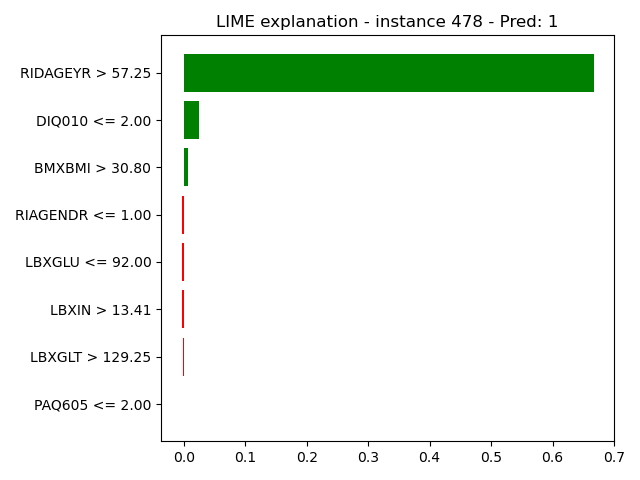 LIME explanation - instance 478 - Pred: 1
RIDAGEYR > 57.25
DIQ010 <= 2.00
BMXBMI > 30.80
RIAGENDR <= 1.00
LBXGLU <= 92.00
LBXIN > 13.41
LBXGLT > 129.25
PAQ605 <= 2.00
0.0 0.1 0.2 0.3 0.4 0.5 0.6 0.7